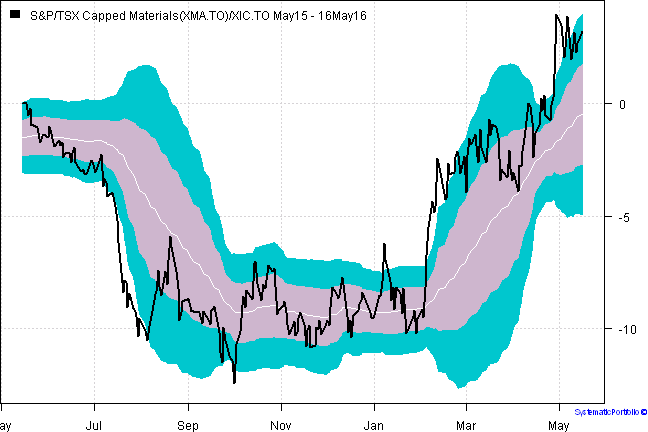 S&P/TSX Capped Materials(XMA.TO)/XIC.TO May15 - 16May16
0
-5
-10
SystematicPortfolio ©
ay Jul Sep Nov Jan Mar May